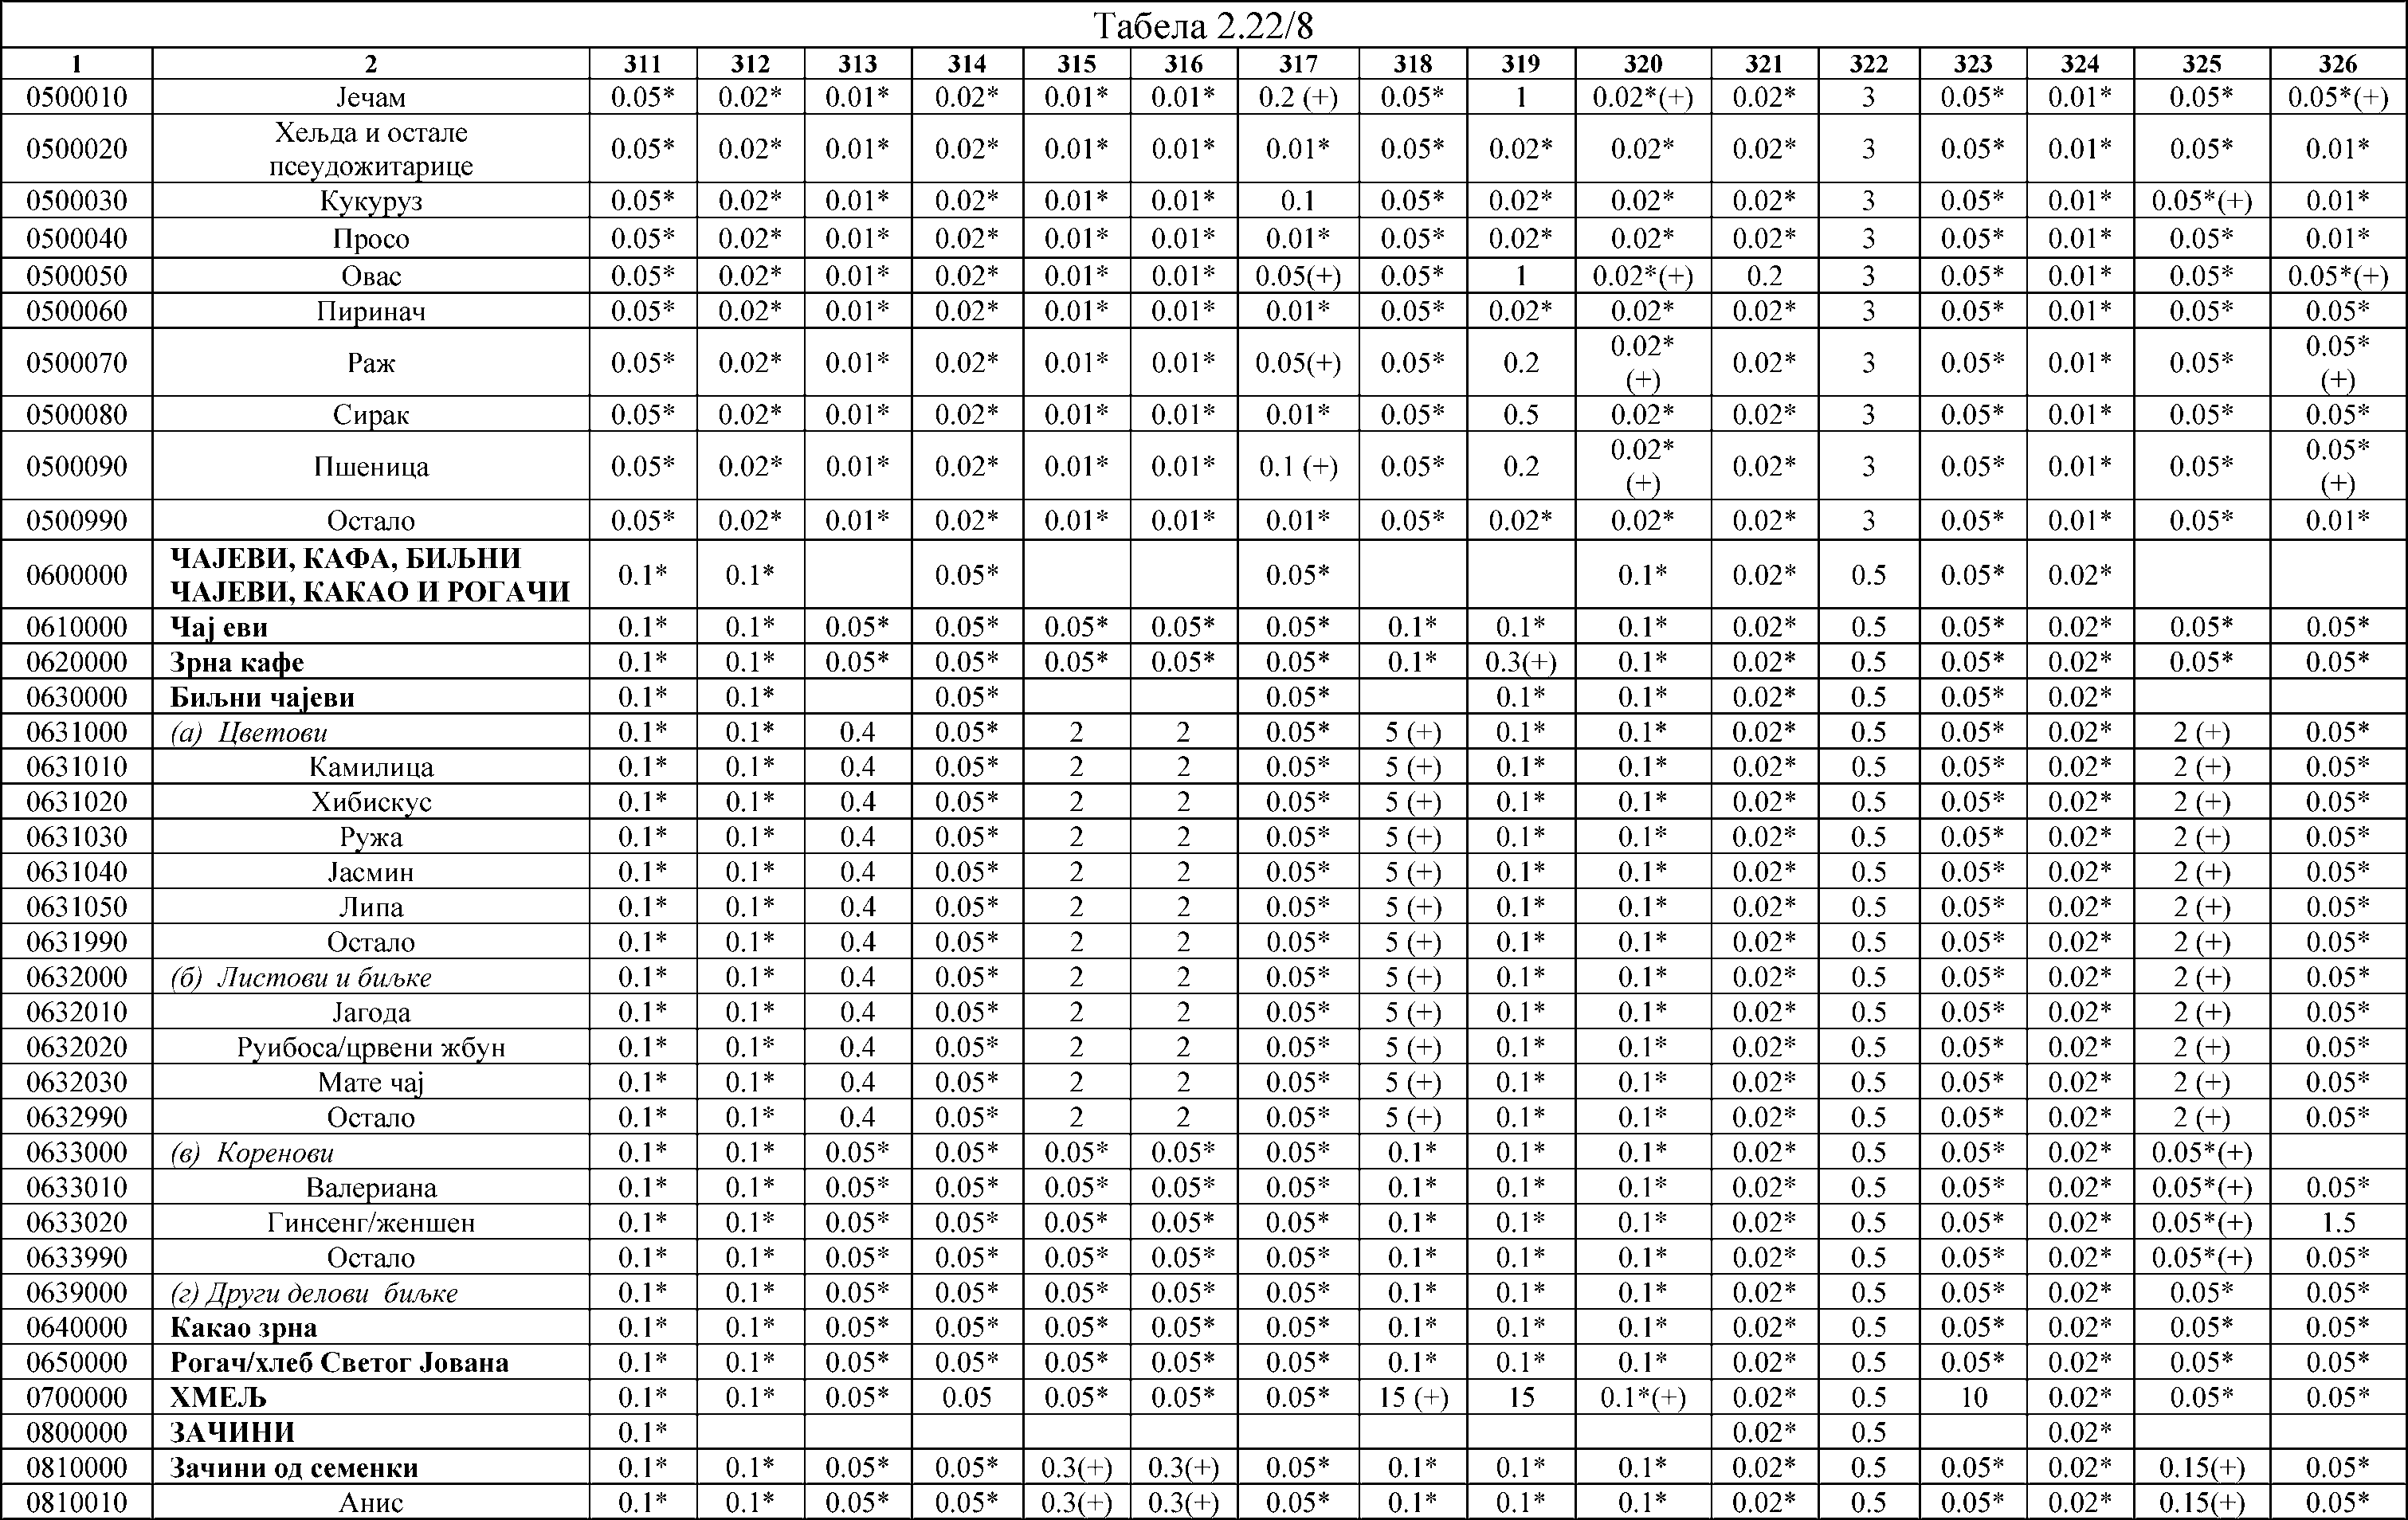 Табела 2.22/8
1 2 311 312 313 314 315 316 317 318 319 320 321 322 323 324 325 326
0500010 Јечам 0.05* 0.02* 0.01* 0.02* 0.01* 0.01* 0.2 (+) 0.05* 1 0.02*(+) 0.02* 3 0.05* 0.01* 0.05* 0.05*(+)
0500020 Хељда и остале
псеудожитарице 0.05* 0.02* 0.01* 0.02* 0.01* 0.01* 0.01* 0.05* 0.02* 0.02* 0.02* 3 0.05* 0.01* 0.05* 0.01*
0500030 Кукуруз 0.05* 0.02* 0.01* 0.02* 0.01* 0.01* 0.1 0.05* 0.02* 0.02* 0.02* 3 0.05* 0.01* 0.05*(+) 0.01*
0500040 Просо 0.05* 0.02* 0.01* 0.02* 0.01* 0.01* 0.01* 0.05* 0.02* 0.02* 0.02* 3 0.05* 0.01* 0.05* 0.01*
0500050 Овас 0.05* 0.02* 0.01* 0.02* 0.01* 0.01* 0.05(+) 0.05* 1 0.02*(+) 0.2 3 0.05* 0.01* 0.05* 0.05*(+)
0500060 Пиринач 0.05* 0.02* 0.01* 0.02* 0.01* 0.01* 0.01* 0.05* 0.02* 0.02* 0.02* 3 0.05* 0.01* 0.05* 0.05*
0500070 Раж 0.05* 0.02* 0.01* 0.02* 0.01* 0.01* 0.05(+) 0.05* 0.2 0.02* (+) 0.02* 3 0.05* 0.01* 0.05* 0.05* (+)
0500080 Сирак 0.05* 0.02* 0.01* 0.02* 0.01* 0.01* 0.01* 0.05* 0.5 0.02* 0.02* 3 0.05* 0.01* 0.05* 0.05*
0500090 Пшеница 0.05* 0.02* 0.01* 0.02* 0.01* 0.01* 0.1 (+) 0.05* 0.2 0.02* (+) 0.02* 3 0.05* 0.01* 0.05* 0.05* (+)
0500990 Остало 0.05* 0.02* 0.01* 0.02* 0.01* 0.01* 0.01* 0.05* 0.02* 0.02* 0.02* 3 0.05* 0.01* 0.05* 0.01*
0600000 ЧАЈЕВИ, КАФА, БИЉНИ
ЧАЈЕВИ, КАКАО И РОГАЧИ 0.1* 0.1* 0.05* 0.05* 0.1* 0.02* 0.5 0.05* 0.02*
0610000 Чај еви 0.1* 0.1* 0.05* 0.05* 0.05* 0.05* 0.05* 0.1* 0.1* 0.1* 0.02* 0.5 0.05* 0.02* 0.05* 0.05*
0620000 Зрна кафе 0.1* 0.1* 0.05* 0.05* 0.05* 0.05* 0.05* 0.1* 0.3(+) 0.1* 0.02* 0.5 0.05* 0.02* 0.05* 0.05*
0630000 Биљни чајеви 0.1* 0.1* 0.05* 0.05* 0.1* 0.1* 0.02* 0.5 0.05* 0.02*
0631000 (а) Цветови 0.1* 0.1* 0.4 0.05* 2 2 0.05* 5 (+) 0.1* 0.1* 0.02* 0.5 0.05* 0.02* 2 (+) 0.05*
0631010 Камилица 0.1* 0.1* 0.4 0.05* 2 2 0.05* 5 (+) 0.1* 0.1* 0.02* 0.5 0.05* 0.02* 2 (+) 0.05*
0631020 Хибискус 0.1* 0.1* 0.4 0.05* 2 2 0.05* 5 (+) 0.1* 0.1* 0.02* 0.5 0.05* 0.02* 2 (+) 0.05*
0631030 Ружа 0.1* 0.1* 0.4 0.05* 2 2 0.05* 5 (+) 0.1* 0.1* 0.02* 0.5 0.05* 0.02* 2 (+) 0.05*
0631040 Јасмин 0.1* 0.1* 0.4 0.05* 2 2 0.05* 5 (+) 0.1* 0.1* 0.02* 0.5 0.05* 0.02* 2 (+) 0.05*
0631050 Липа 0.1* 0.1* 0.4 0.05* 2 2 0.05* 5 (+) 0.1* 0.1* 0.02* 0.5 0.05* 0.02* 2 (+) 0.05*
0631990 Остало 0.1* 0.1* 0.4 0.05* 2 2 0.05* 5 (+) 0.1* 0.1* 0.02* 0.5 0.05* 0.02* 2 (+) 0.05*
0632000 (б) Листови и биљке 0.1* 0.1* 0.4 0.05* 2 2 0.05* 5 (+) 0.1* 0.1* 0.02* 0.5 0.05* 0.02* 2 (+) 0.05*
0632010 Јагода 0.1* 0.1* 0.4 0.05* 2 2 0.05* 5 (+) 0.1* 0.1* 0.02* 0.5 0.05* 0.02* 2 (+) 0.05*
0632020 Руибоса/црвени жбун 0.1* 0.1* 0.4 0.05* 2 2 0.05* 5 (+) 0.1* 0.1* 0.02* 0.5 0.05* 0.02* 2 (+) 0.05*
0632030 Мате чај 0.1* 0.1* 0.4 0.05* 2 2 0.05* 5 (+) 0.1* 0.1* 0.02* 0.5 0.05* 0.02* 2 (+) 0.05*
0632990 Остало 0.1* 0.1* 0.4 0.05* 2 2 0.05* 5 (+) 0.1* 0.1* 0.02* 0.5 0.05* 0.02* 2 (+) 0.05*
0633000 (в) Коренови 0.1* 0.1* 0.05* 0.05* 0.05* 0.05* 0.05* 0.1* 0.1* 0.1* 0.02* 0.5 0.05* 0.02* 0.05*(+)
0633010 Валериана 0.1* 0.1* 0.05* 0.05* 0.05* 0.05* 0.05* 0.1* 0.1* 0.1* 0.02* 0.5 0.05* 0.02* 0.05*(+) 0.05*
0633020 Гинсенг/женшен 0.1* 0.1* 0.05* 0.05* 0.05* 0.05* 0.05* 0.1* 0.1* 0.1* 0.02* 0.5 0.05* 0.02* 0.05*(+) 1.5
0633990 Остало 0.1* 0.1* 0.05* 0.05* 0.05* 0.05* 0.05* 0.1* 0.1* 0.1* 0.02* 0.5 0.05* 0.02* 0.05*(+) 0.05*
0639000 (г) Други делови биљке 0.1* 0.1* 0.05* 0.05* 0.05* 0.05* 0.05* 0.1* 0.1* 0.1* 0.02* 0.5 0.05* 0.02* 0.05* 0.05*
0640000 Какао зрна 0.1* 0.1* 0.05* 0.05* 0.05* 0.05* 0.05* 0.1* 0.1* 0.1* 0.02* 0.5 0.05* 0.02* 0.05* 0.05*
0650000 Рогач/хлеб Светог Јована 0.1* 0.1* 0.05* 0.05* 0.05* 0.05* 0.05* 0.1* 0.1* 0.1* 0.02* 0.5 0.05* 0.02* 0.05* 0.05*
0700000 ХМЕЉ 0.1* 0.1* 0.05* 0.05 0.05* 0.05* 0.05* 15 (+) 15 0.1*(+) 0.02* 0.5 10 0.02* 0.05* 0.05*
0800000 ЗАЧИНИ 0.1* 0.02* 0.5 0.02*
0810000 Зачини од семенки 0.1* 0.1* 0.05* 0.05* 0.3(+) 0.3(+) 0.05* 0.1* 0.1* 0.1* 0.02* 0.5 0.05* 0.02* 0.15(+) 0.05*
0810010 Анис 0.1* 0.1* 0.05* 0.05* 0.3(+) 0.3(+) 0.05* 0.1* 0.1* 0.1* 0.02* 0.5 0.05* 0.02* 0.15(+) 0.05*